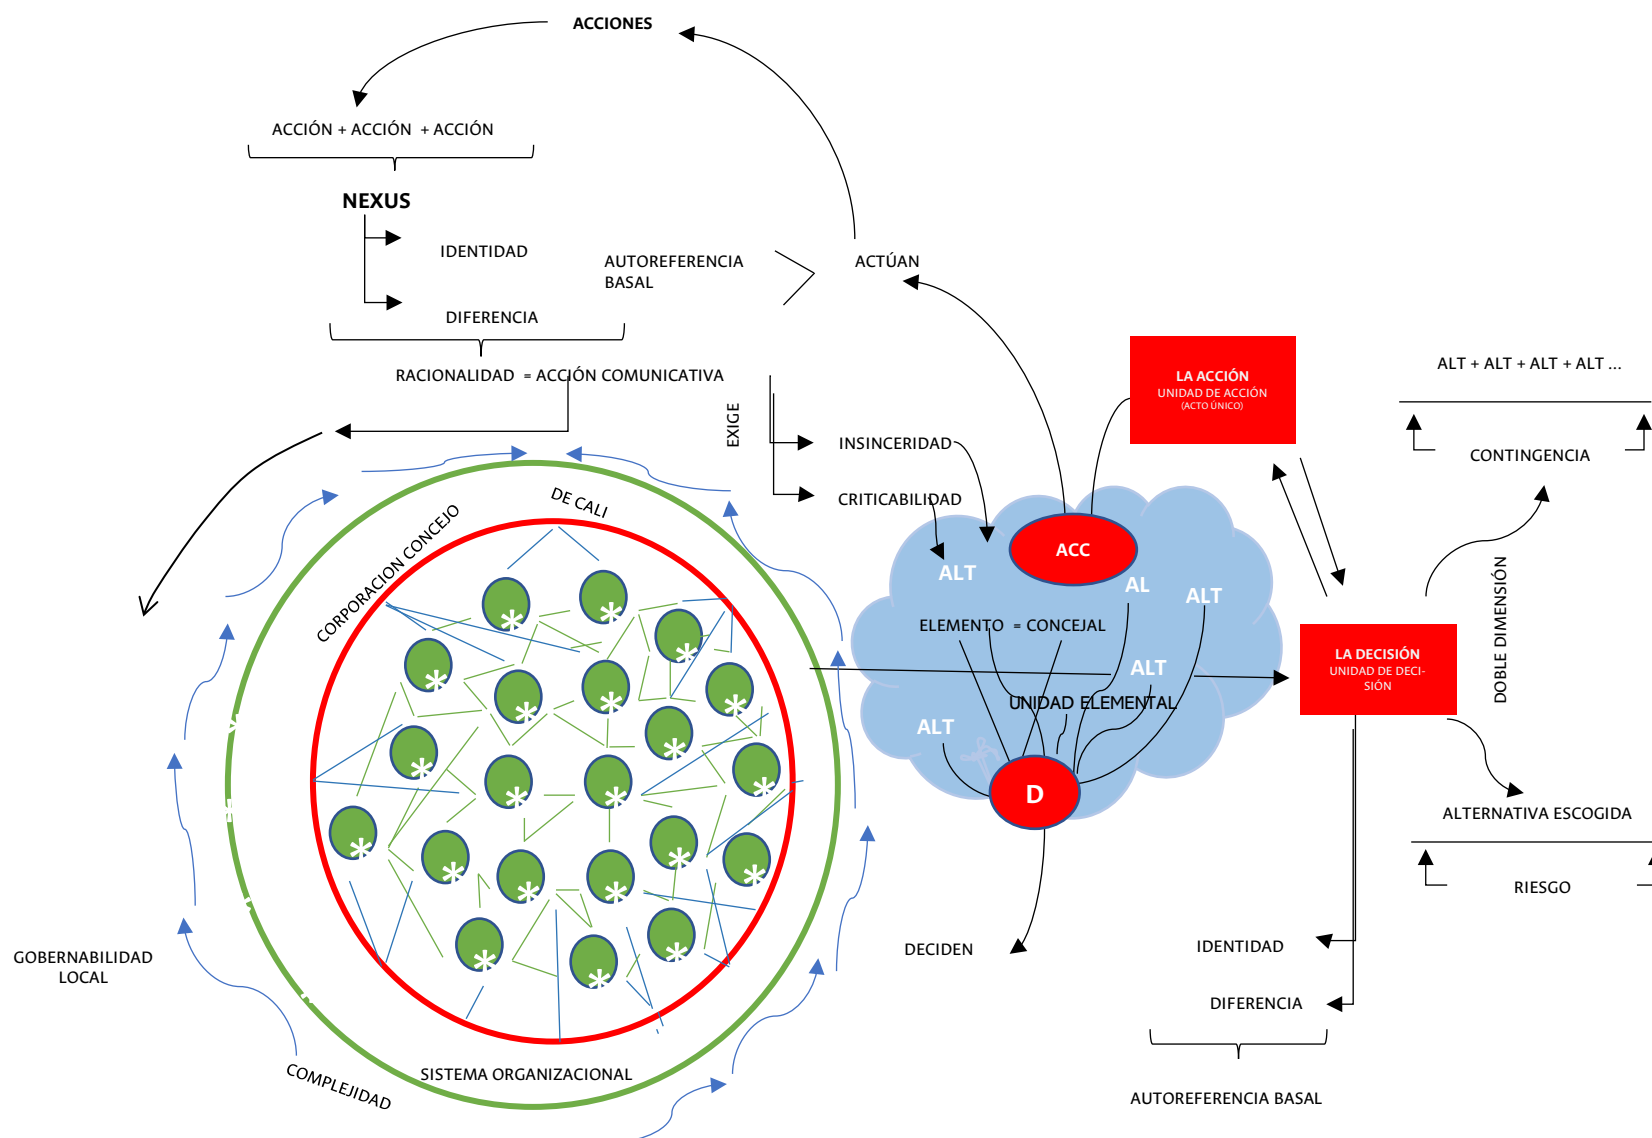 ACCIONES
ACCIÓN + ACCIÓN + ACCIÓN
NEXUS
IDENTIDAD
AUTOREFERENCIA
BASAL
ACTÚAN
DIFERENCIA
RACIONALIDAD = ACCIÓN COMUNICATIVA
EXIGE
INSINCERIDAD
CRITICABILIDAD
LA ACCIÓN
UNIDAD DE ACCIÓN
(ACTO ÚNICO)
ALT + ALT + ALT + ALT ...
CONTINGENCIA
CORPORACION CONCEJO
DE CALI
ACC
ALT
AL
ALT
ELEMENTO = CONCEJAL
ALT
UNIDAD ELEMENTAL
ALT
D
LA DECISIÓN
UNIDAD DE DECI-
SIÓN
DOBLE DIMENSIÓN
ALTERNATIVA ESCOGIDA
RIESGO
DECIDEN
IDENTIDAD
DIFERENCIA
AUTOREFERENCIA BASAL
GOBERNABILIDAD
LOCAL
COMPLEJIDAD
SISTEMA ORGANIZACIONAL